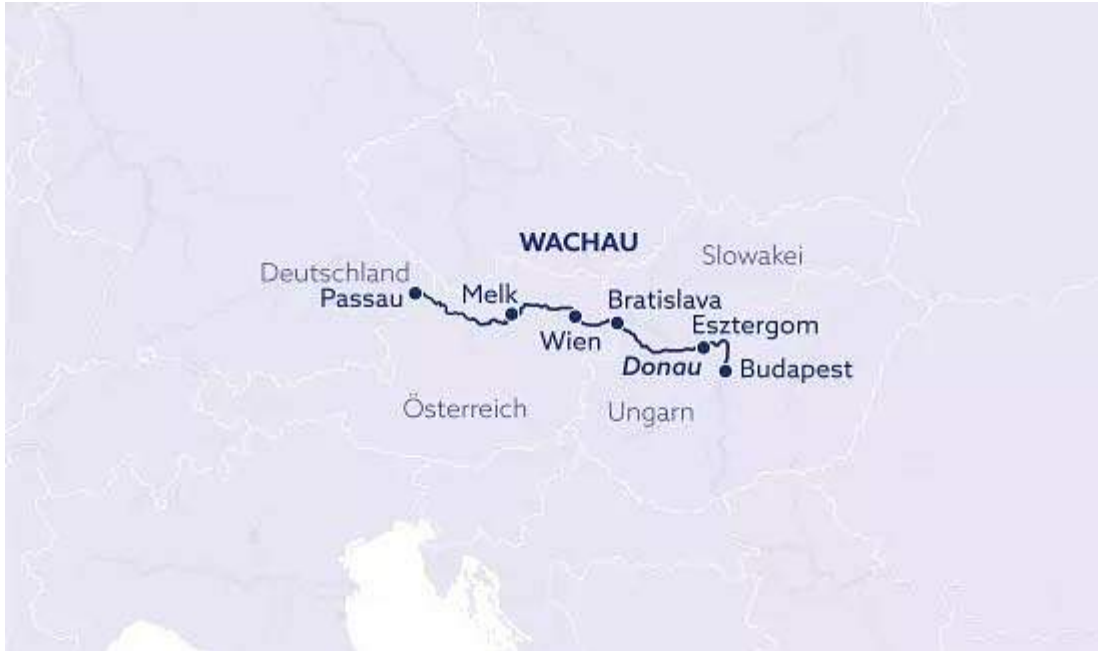 WACHAU
Slowakei
Deutschland
Passau
Melk
Bratislava
Wien
Esztergom
Donau
Budapest
Österreich
Ungarn